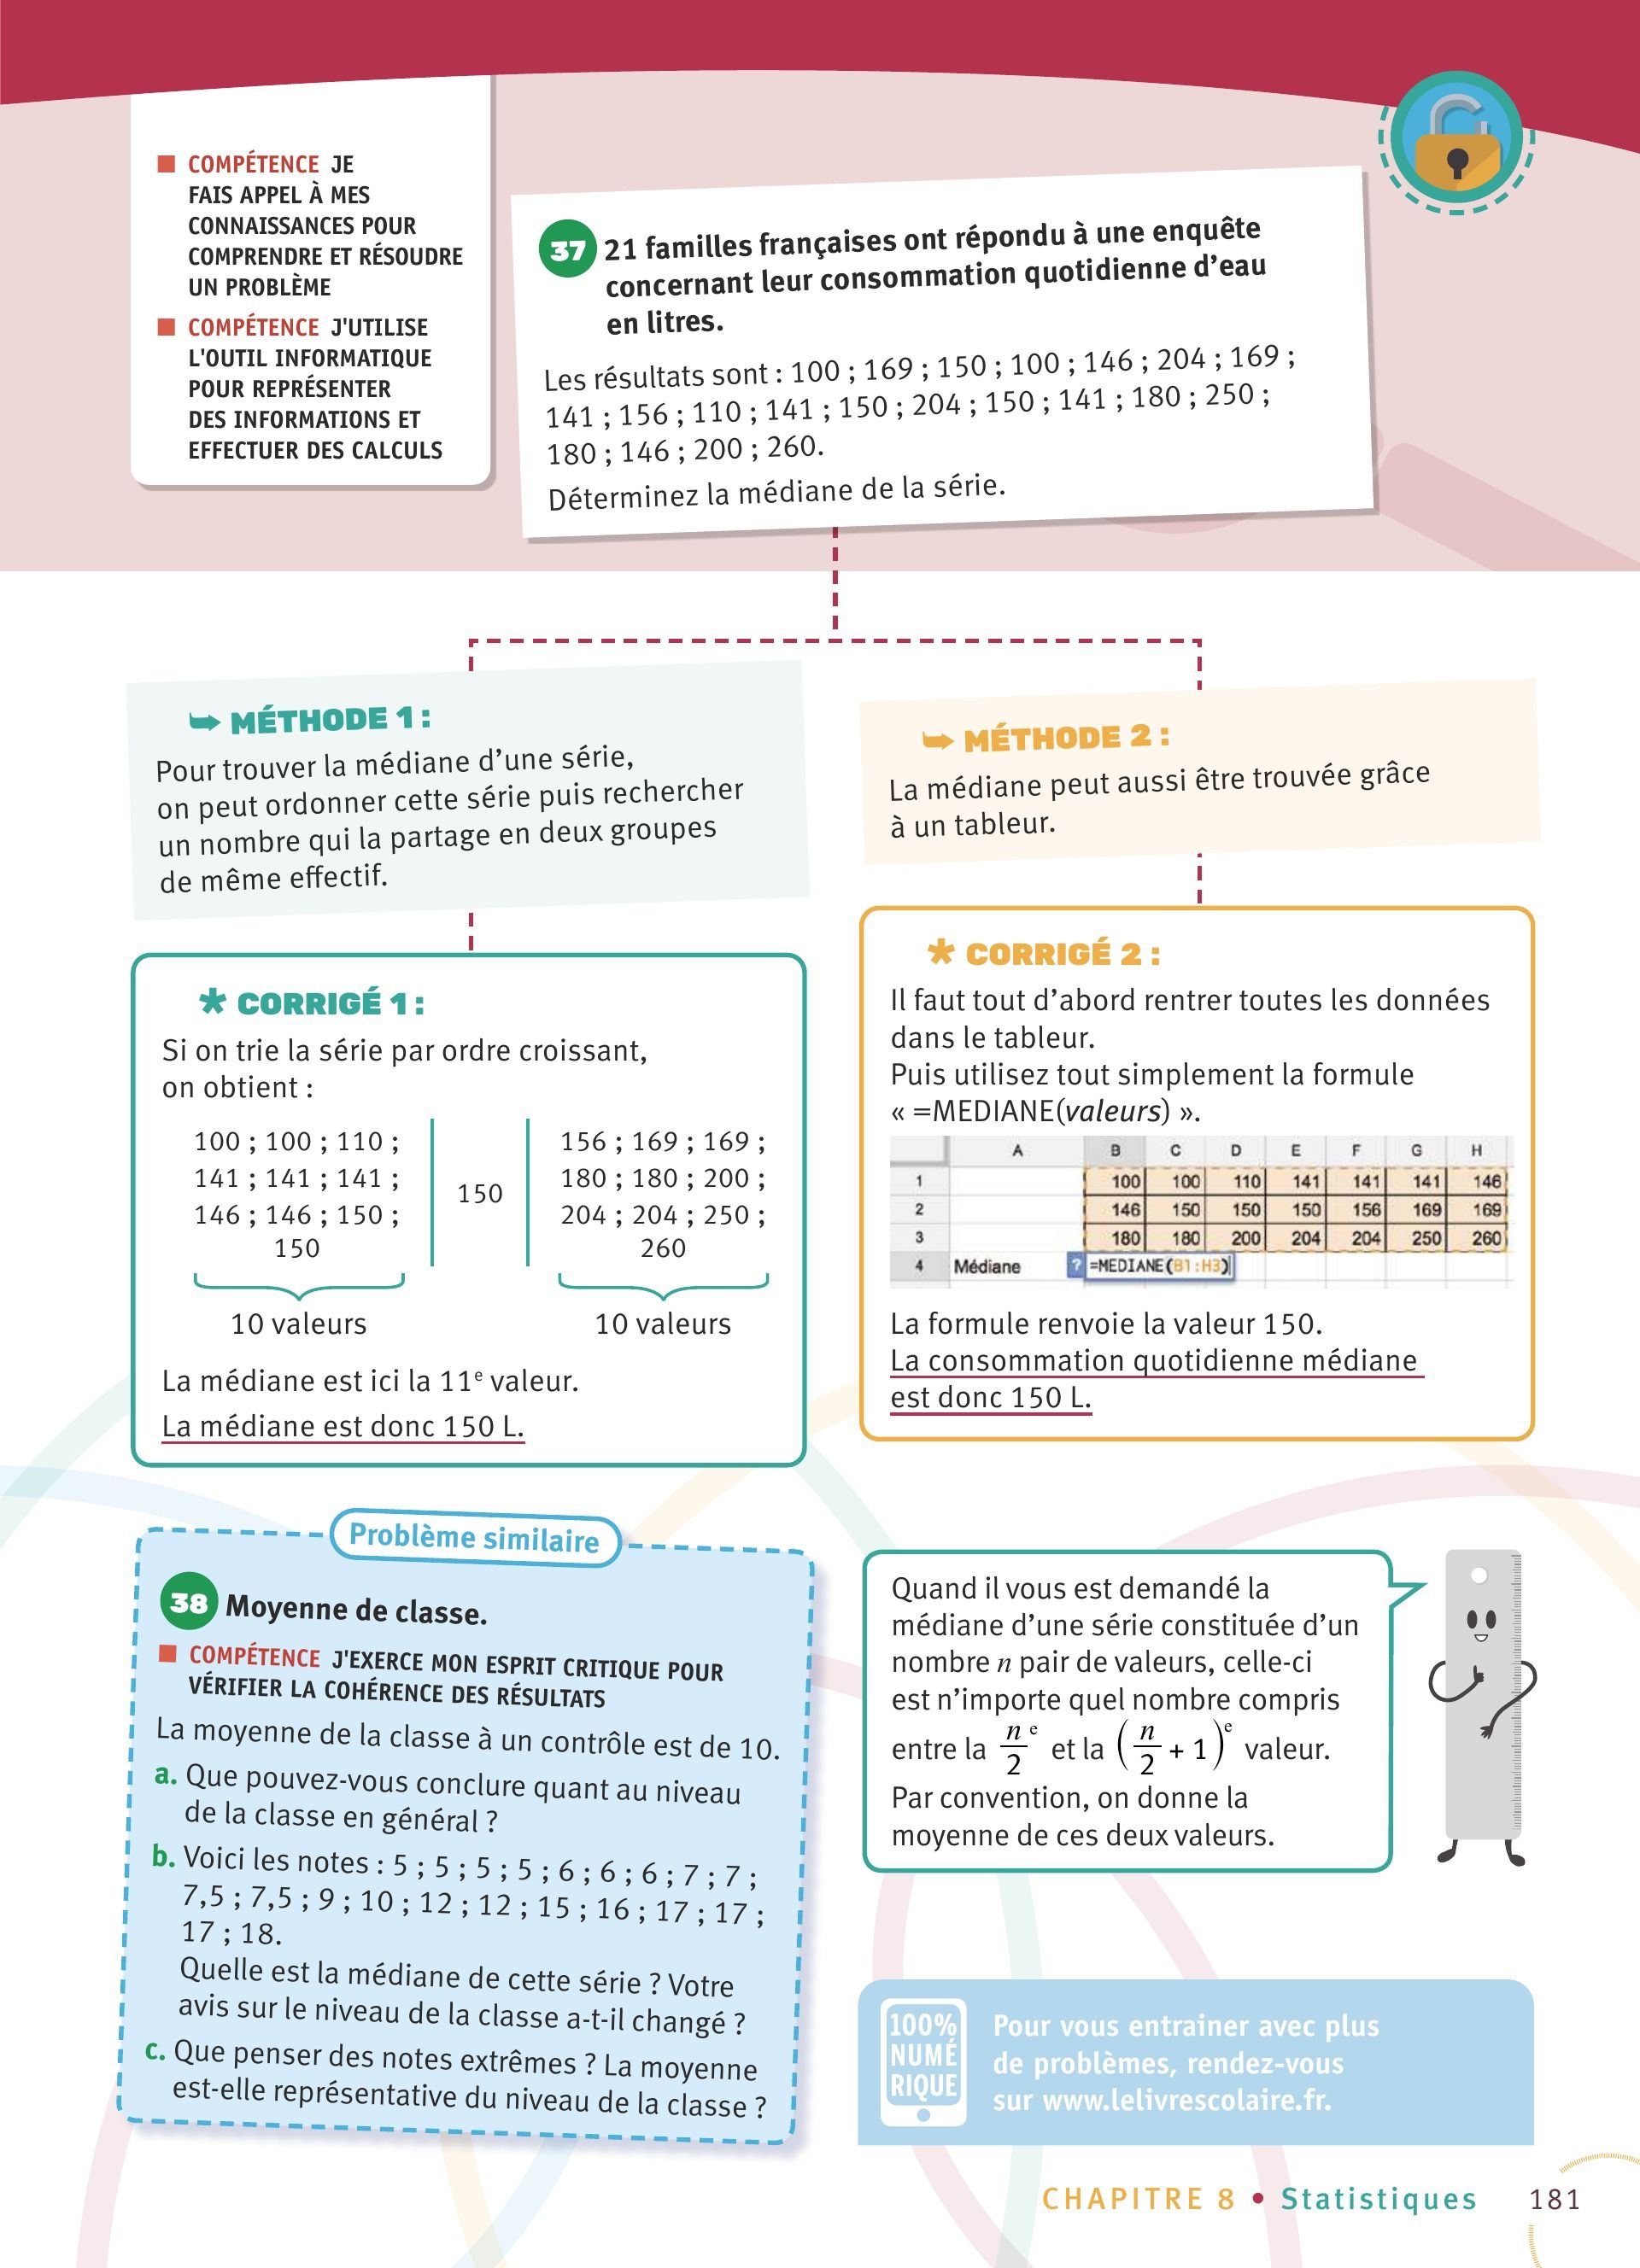 COMPÉTENCE JE
FAIS APPEL À MES
CONNAISSANCES POUR
COMPRENDRE ET RÉSOUDRE
UN PROBLÈME
COMPÉTENCE J'UTILISE
L'OUTIL INFORMATIQUE
POUR REPRÉSENTER
DES INFORMATIONS ET
EFFECTUER DES CALCULS
37 21 familles françaises ont répondu à une enquête
concernant leur consommation quotidienne d’eau
en litres.
Les résultats sont : 100 ; 169 ; 150 ; 100 ; 146 ; 204 ; 169 ;
141 ; 156 ; 110 ; 141 ; 150 ; 204 ; 150 ; 141 ; 180 ; 250 ;
180 ; 146 ; 200 ; 260.
Déterminez la médiane de la série.
MÉTHODE 1 :
Pour trouver la médiane d’une série,
on peut ordonner cette série puis rechercher
un nombre qui la partage en deux groupes
de même effectif.
* CORRIGÉ 1 :
Si on trie la série par ordre croissant,
on obtient :
100 ; 100 ; 110 ;
141 ; 141 ; 141 ;
146 ; 146 ; 150 ;
150
10 valeurs
150
156 ; 169 ; 169 ;
180 ; 180 ; 200 ;
204 ; 204 ; 250 ;
260
10 valeurs
La médiane est ici la 11e valeur.
La médiane est donc 150 L.
MÉTHODE 2 :
La médiane peut aussi être trouvée grâce
à un tableur.
* CORRIGÉ 2 :
Il faut tout d’abord rentrer toutes les données
dans le tableur.
Puis utilisez tout simplement la formule
« =MEDIANE(valeurs) ».
A B C D E F G H
1 100 100 110 141 141 141 146
2 146 150 150 150 156 169 169
3 180 180 200 204 204 250 260
4 Médiane ? =MEDIANE(B1:H3)
La formule renvoie la valeur 150.
La consommation quotidienne médiane
est donc 150 L.
Problème similaire
38 Moyenne de classe.
COMPÉTENCE J'EXERCE MON ESPRIT CRITIQUE POUR
VÉRIFIER LA COHÉRENCE DES RÉSULTATS
La moyenne de la classe à un contrôle est de 10.
a. Que pouvez-vous conclure quant au niveau
de la classe en général ?
b. Voici les notes : 5 ; 5 ; 5 ; 5 ; 6 ; 6 ; 6 ; 7 ; 7 ;
7,5 ; 7,5 ; 9 ; 10 ; 12 ; 12 ; 15 ; 16 ; 17 ; 17 ;
17 ; 18.
Quelle est la médiane de cette série ? Votre
avis sur le niveau de la classe a-t-il changé ?
c. Que penser des notes extrêmes ? La moyenne
est-elle représentative du niveau de la classe ?
Quand il vous est demandé la
médiane d’une série constituée d’un
nombre n pair de valeurs, celle-ci
est n’importe quel nombre compris
entre la n/2 e et la (n/2 + 1)e valeur.
Par convention, on donne la
moyenne de ces deux valeurs.
100%
NUMÉ
RIQUE
Pour vous entrainer avec plus
de problèmes, rendez-vous
sur www.lelivrescolaire.fr.
CHAPITRE 8 • Statistiques 181